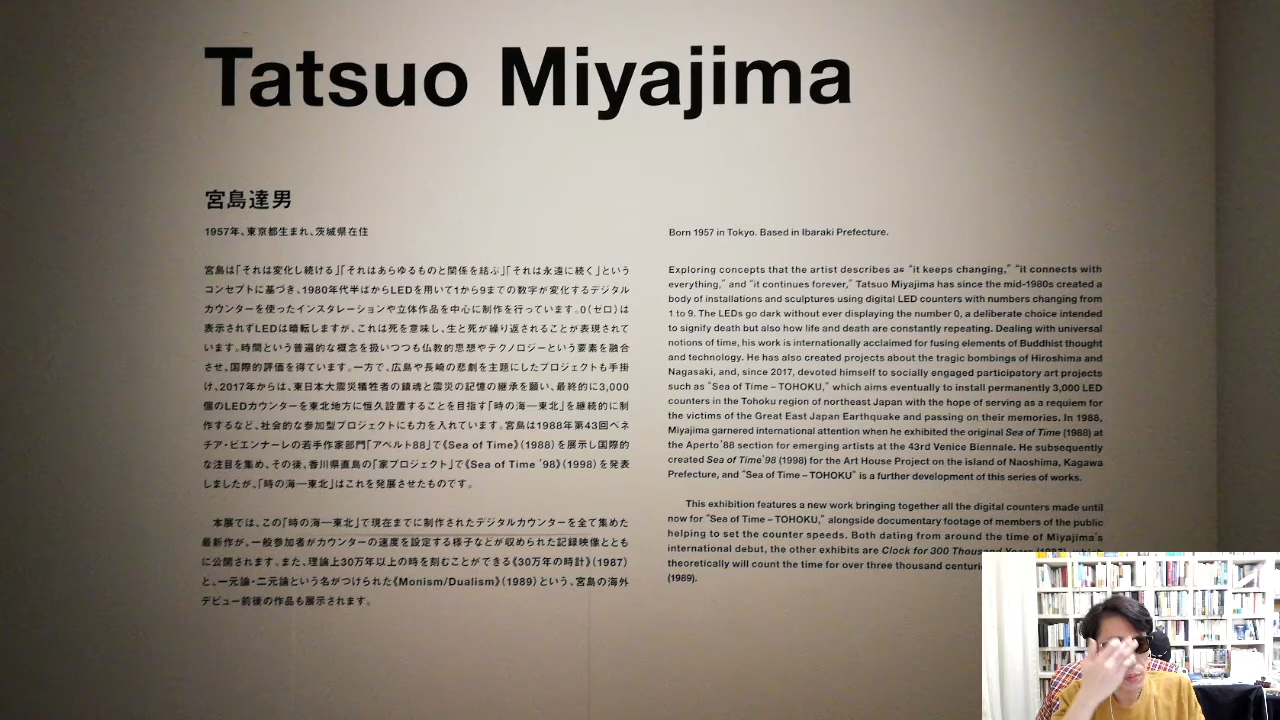 Tatsuo Miyajima
宮島達男
1957年、東京都生まれ、茨城県在住
宮島は「それは変化し続ける」「それはあらゆるものと関係を結ぶ」「それは永遠に続く」という
コンセプトに基づき、1980年代半ばからLEDを用いて1から9までの数字が変化するデジタル
カウンターを使ったインスタレーションや立体作品を中心に制作を行っています。0(ゼロ)は
表示されずLEDは暗転しますが、これは死を意味し、生と死が繰り返されることが表現されて
います。時間という普遍的な概念を扱いつつも仏教的思想やテクノロジーという要素を融合
させ、国際的評価を得ています。一方で、広島や長崎の悲劇を主題にしたプロジェクトも手掛
け、2017年からは、東日本大震災犠牲者の鎮魂と震災の記憶の継承を願い、最終的に3,000
個のLEDカウンターを東北地方に恒久設置することを目指す「時の海―東北」を継続的に制
作するなど、社会的な参加型プロジェクトにも力を入れています。宮島は1988年第43回ベネ
チア・ビエンナーレの若手作家部門「アペルト88」で《Sea of Time》(1988)を展示し国際的
な注目を集め、その後、香川県直島の「家プロジェクト」で《Sea of Time ’98》(1998)を発表
しましたが、「時の海―東北」はこれを発展させたものです。
本展では、この「時の海―東北」で現在までに制作されたデジタルカウンターを全て集めた
最新作が、一般参加者がカウンターの速度を設定する様子などが収められた記録映像ととも
に公開されます。また、理論上30万年以上の時を刻むことができる《30万年の時計》(1987)
と、一元論・二元論という名がつけられた《Monism/Dualism》(1989)という、宮島の海外
デビュー前後の作品も展示されます。
Born 1957 in Tokyo. Based in Ibaraki Prefecture.
Exploring concepts that the artist describes as “it keeps changing,” “it connects with
everything,” and “it continues forever,” Tatsuo Miyajima has since the mid-1980s created a
body of installations and sculptures using digital LED counters with numbers changing from
1 to 9. The LEDs go dark without ever displaying the number 0, a deliberate choice intended
to signify death but also how life and death are constantly repeating. Dealing with universal
notions of time, his work is internationally acclaimed for fusing elements of Buddhist thought
and technology. He has also created projects about the tragic bombings of Hiroshima and
Nagasaki, and, since 2017, devoted himself to socially engaged participatory art projects
such as “Sea of Time – TOHOKU,” which aims eventually to install permanently 3,000 LED
counters in the Tohoku region of northeast Japan with the hope of serving as a requiem for
the victims of the Great East Japan Earthquake and passing on their memories. In 1988,
Miyajima garnered international attention when he exhibited the original Sea of Time (1988) at
the Aperto’88 section for emerging artists at the 43rd Venice Biennale. He subsequently
created Sea of Time’98 (1998) for the Art House Project on the island of Naoshima, Kagawa
Prefecture, and “Sea of Time – TOHOKU” is a further development of this series of works.
This exhibition features a new work bringing together all the digital counters made until
now for “Sea of Time – TOHOKU,” alongside documentary footage of members of the public
helping to set the counter speeds. Both dating from around the time of Miyajima’s
international debut, the other exhibits are Clock for 300 Thousand Years (1987), which
theoretically will count the time for over three thousand
(1989).